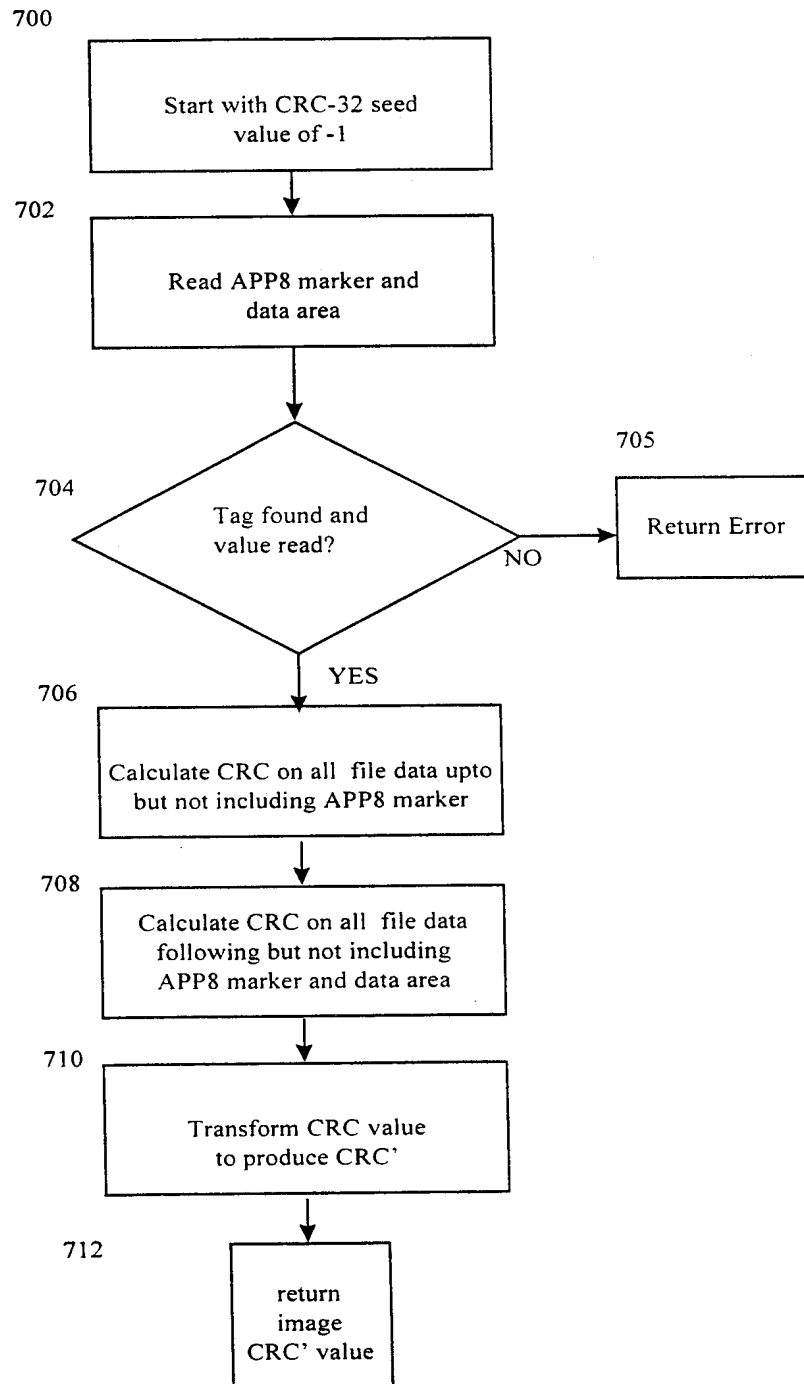 700
Start with CRC-32 seed
value of -1
702
Read APP8 marker and
data area
705
704
Tag found and
value read?
Return Error
NO
YES
706
Calculate CRC on all file data upto
but not including APP8 marker
708
Calculate CRC on all file data
following but not including
APP8 marker and data area
710
Transform CRC value
to produce CRC’
712
return
image
CRC’ value